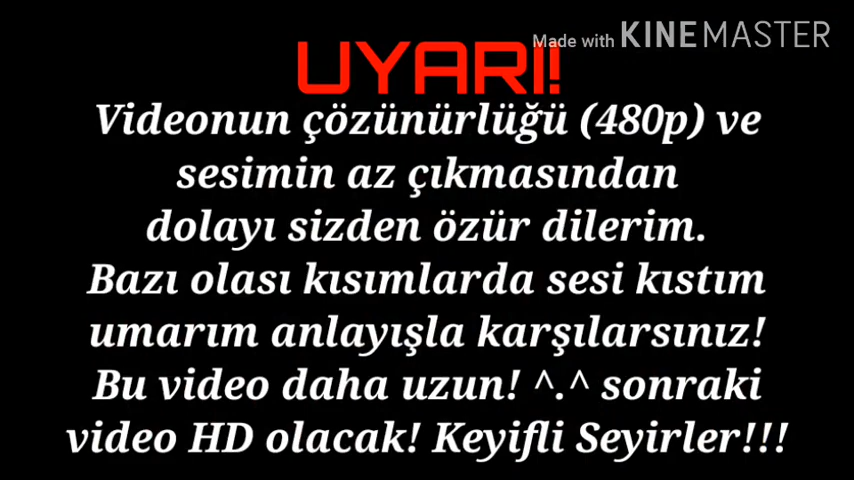 Made with KINEMASTER
UYARI!
Videonun çözünürlüğü (480p) ve
sesimin az çıkmasından
dolayı sizden özür dilerim.
Bazı olası kısımlarda sesi kıstım
umarım anlayışla karşılarsınız!
Bu video daha uzun! ^.^ sonraki
video HD olacak! Keyifli Seyirler!!!